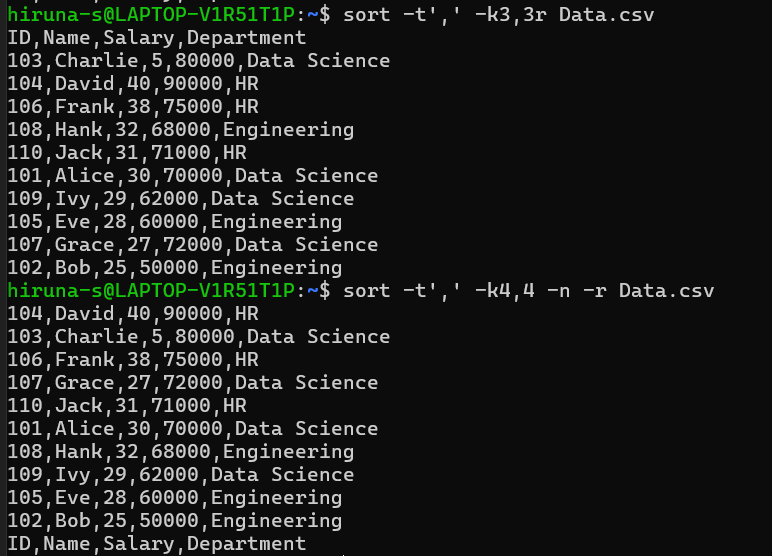 hiruna-s@LAPTOP-V1R51T1P:~$ sort -t',' -k3,3r Data.csv
ID,Name,Salary,Department
103,Charlie,5,80000,Data Science
104,David,40,90000,HR
106,Frank,38,75000,HR
108,Hank,32,68000,Engineering
110,Jack,31,71000,HR
101,Alice,30,70000,Data Science
109,Ivy,29,62000,Data Science
105,Eve,28,60000,Engineering
107,Grace,27,72000,Data Science
102,Bob,25,50000,Engineering
hiruna-s@LAPTOP-V1R51T1P:~$ sort -t',' -k4,4 -n -r Data.csv
104,David,40,90000,HR
103,Charlie,5,80000,Data Science
106,Frank,38,75000,HR
107,Grace,27,72000,Data Science
110,Jack,31,71000,HR
101,Alice,30,70000,Data Science
108,Hank,32,68000,Engineering
109,Ivy,29,62000,Data Science
105,Eve,28,60000,Engineering
102,Bob,25,50000,Engineering
ID,Name,Salary,Department